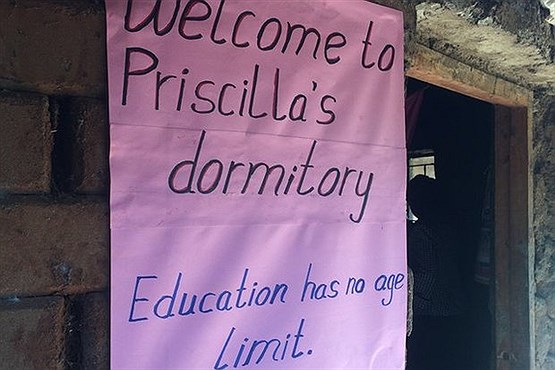 Welcome to
Priscilla's
dormitory
Education has no age
limit.